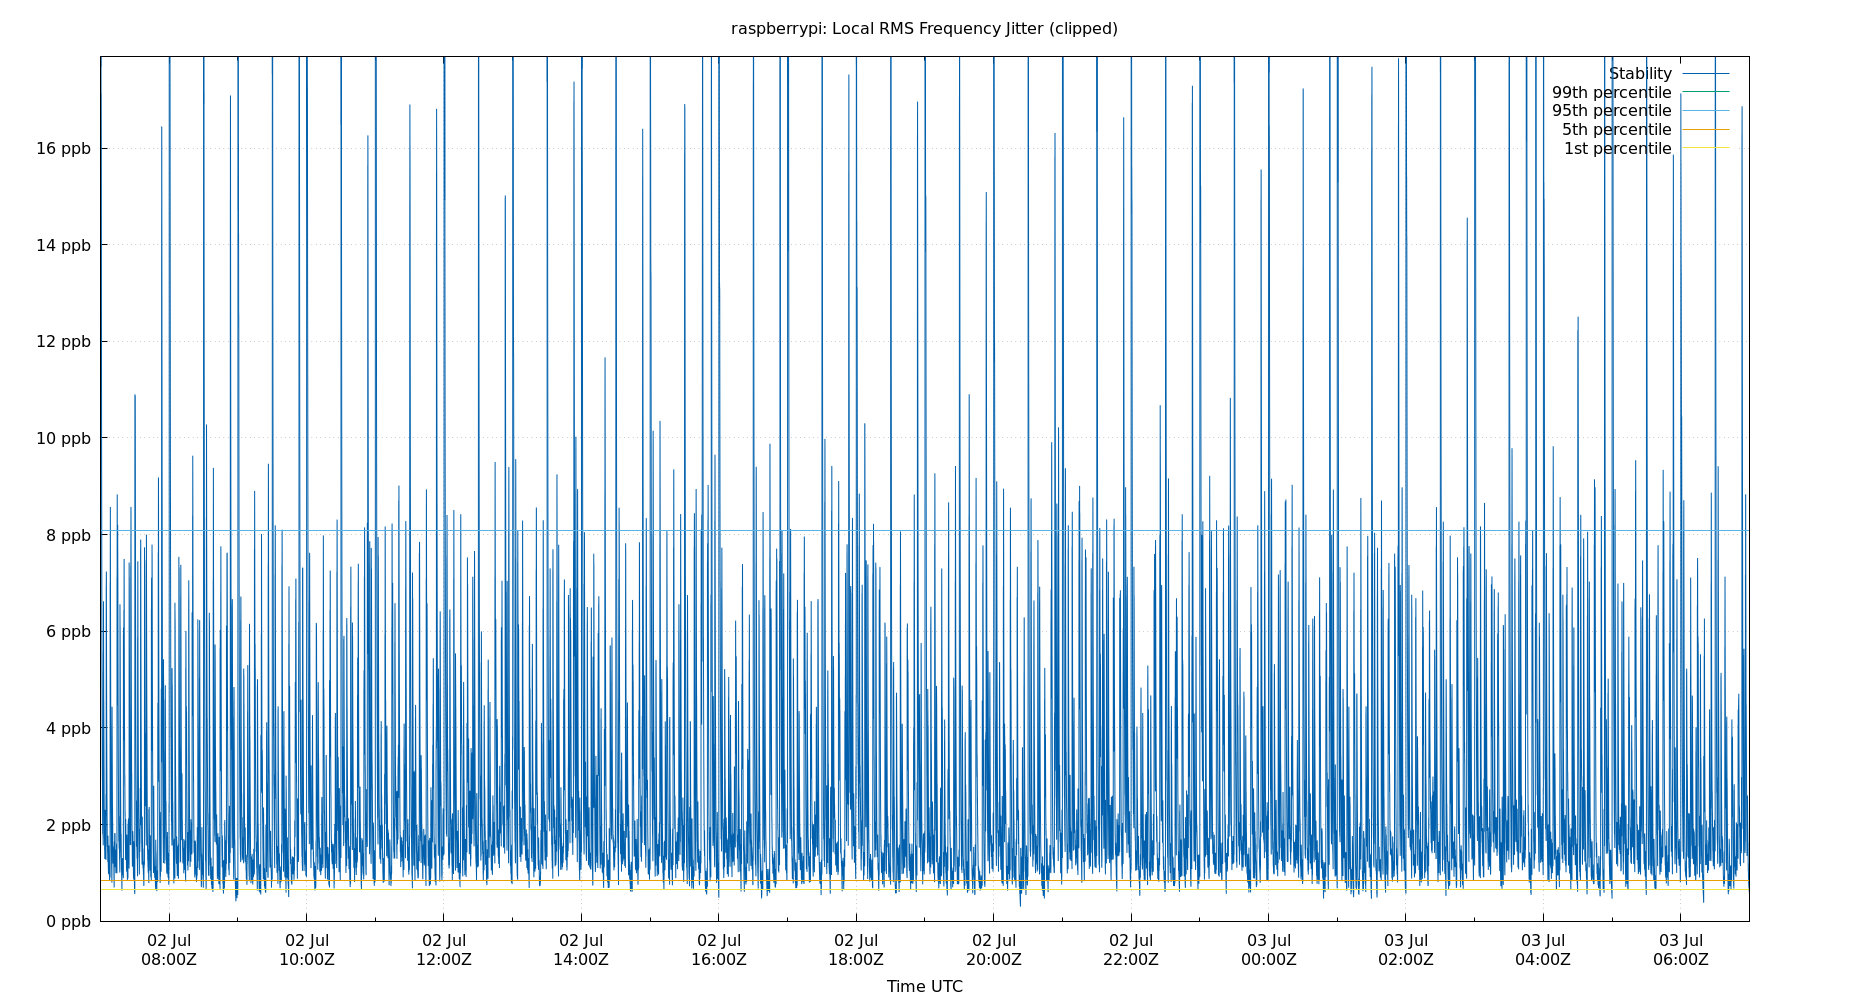 raspberrypi: Local RMS Frequency Jitter (clipped)
Stability
99th percentile
95th percentile
5th percentile
1st percentile
16 ppb
14 ppb
12 ppb
10 ppb
8 ppb
6 ppb
4 ppb
2 ppb
0 ppb
02 Jul 02 Jul 02 Jul 02 Jul 02 Jul 02 Jul 02 Jul 02 Jul 03 Jul 03 Jul 03 Jul 03 Jul
08:00Z 10:00Z 12:00Z 14:00Z 16:00Z 18:00Z 20:00Z 22:00Z 00:00Z 02:00Z 04:00Z 06:00Z
Time UTC